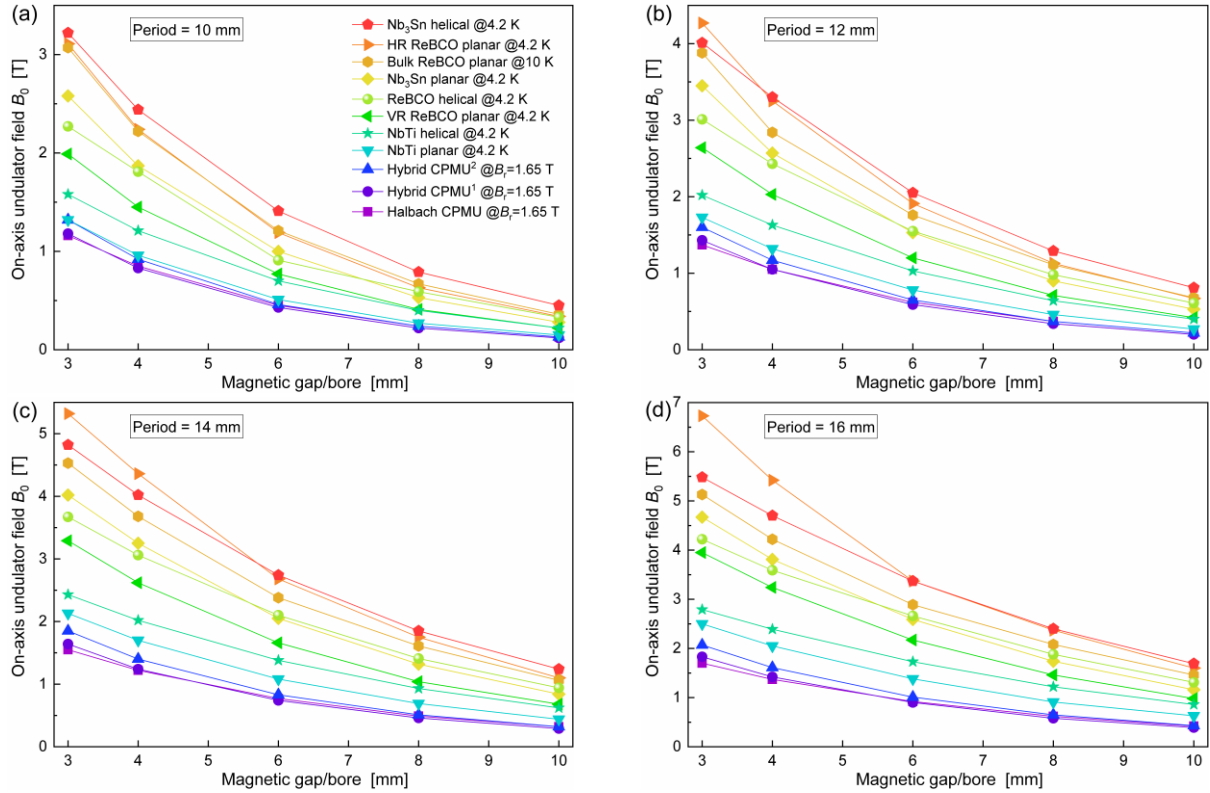 (a)
Period = 10 mm
Nb₃Sn helical @4.2 K
HR ReBCO planar @4.2 K
Bulk ReBCO planar @10 K
Nb₃Sn planar @4.2 K
ReBCO helical @4.2 K
VR ReBCO planar @4.2 K
NbTi helical @4.2 K
NbTi planar @4.2 K
Hybrid CPMU² @Bᵣ=1.65 T
Hybrid CPMU¹ @Bᵣ=1.65 T
Halbach CPMU @Bᵣ=1.65 T
On-axis undulator field B₀ [T]
3
2
1
0
3 4 5 6 7 8 9 10
Magnetic gap/bore [mm]
(b)
Period = 12 mm
On-axis undulator field B₀ [T]
4
3
2
1
0
3 4 5 6 7 8 9 10
Magnetic gap/bore [mm]
(c)
Period = 14 mm
On-axis undulator field B₀ [T]
5
4
3
2
1
0
3 4 5 6 7 8 9 10
Magnetic gap/bore [mm]
(d)
Period = 16 mm
On-axis undulator field B₀ [T]
7
6
5
4
3
2
1
0
3 4 5 6 7 8 9 10
Magnetic gap/bore [mm]